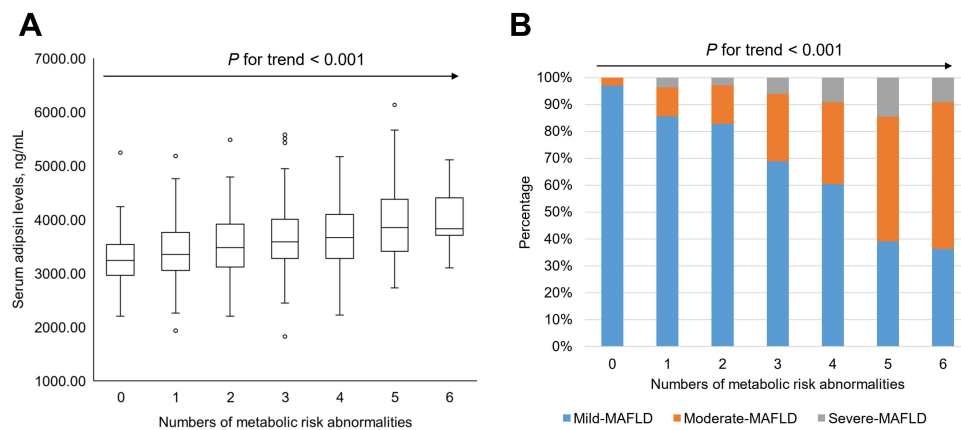 A
P for trend < 0.001
7000.00
6000.00
5000.00
4000.00
3000.00
2000.00
1000.00
Serum adipsin levels, ng/mL
0 1 2 3 4 5 6
Numbers of metabolic risk abnormalities
B
P for trend < 0.001
100%
90%
80%
70%
60%
50%
40%
30%
20%
10%
0%
Percentage
0 1 2 3 4 5 6
Numbers of metabolic risk abnormalities
Mild-MAFLD Moderate-MAFLD Severe-MAFLD